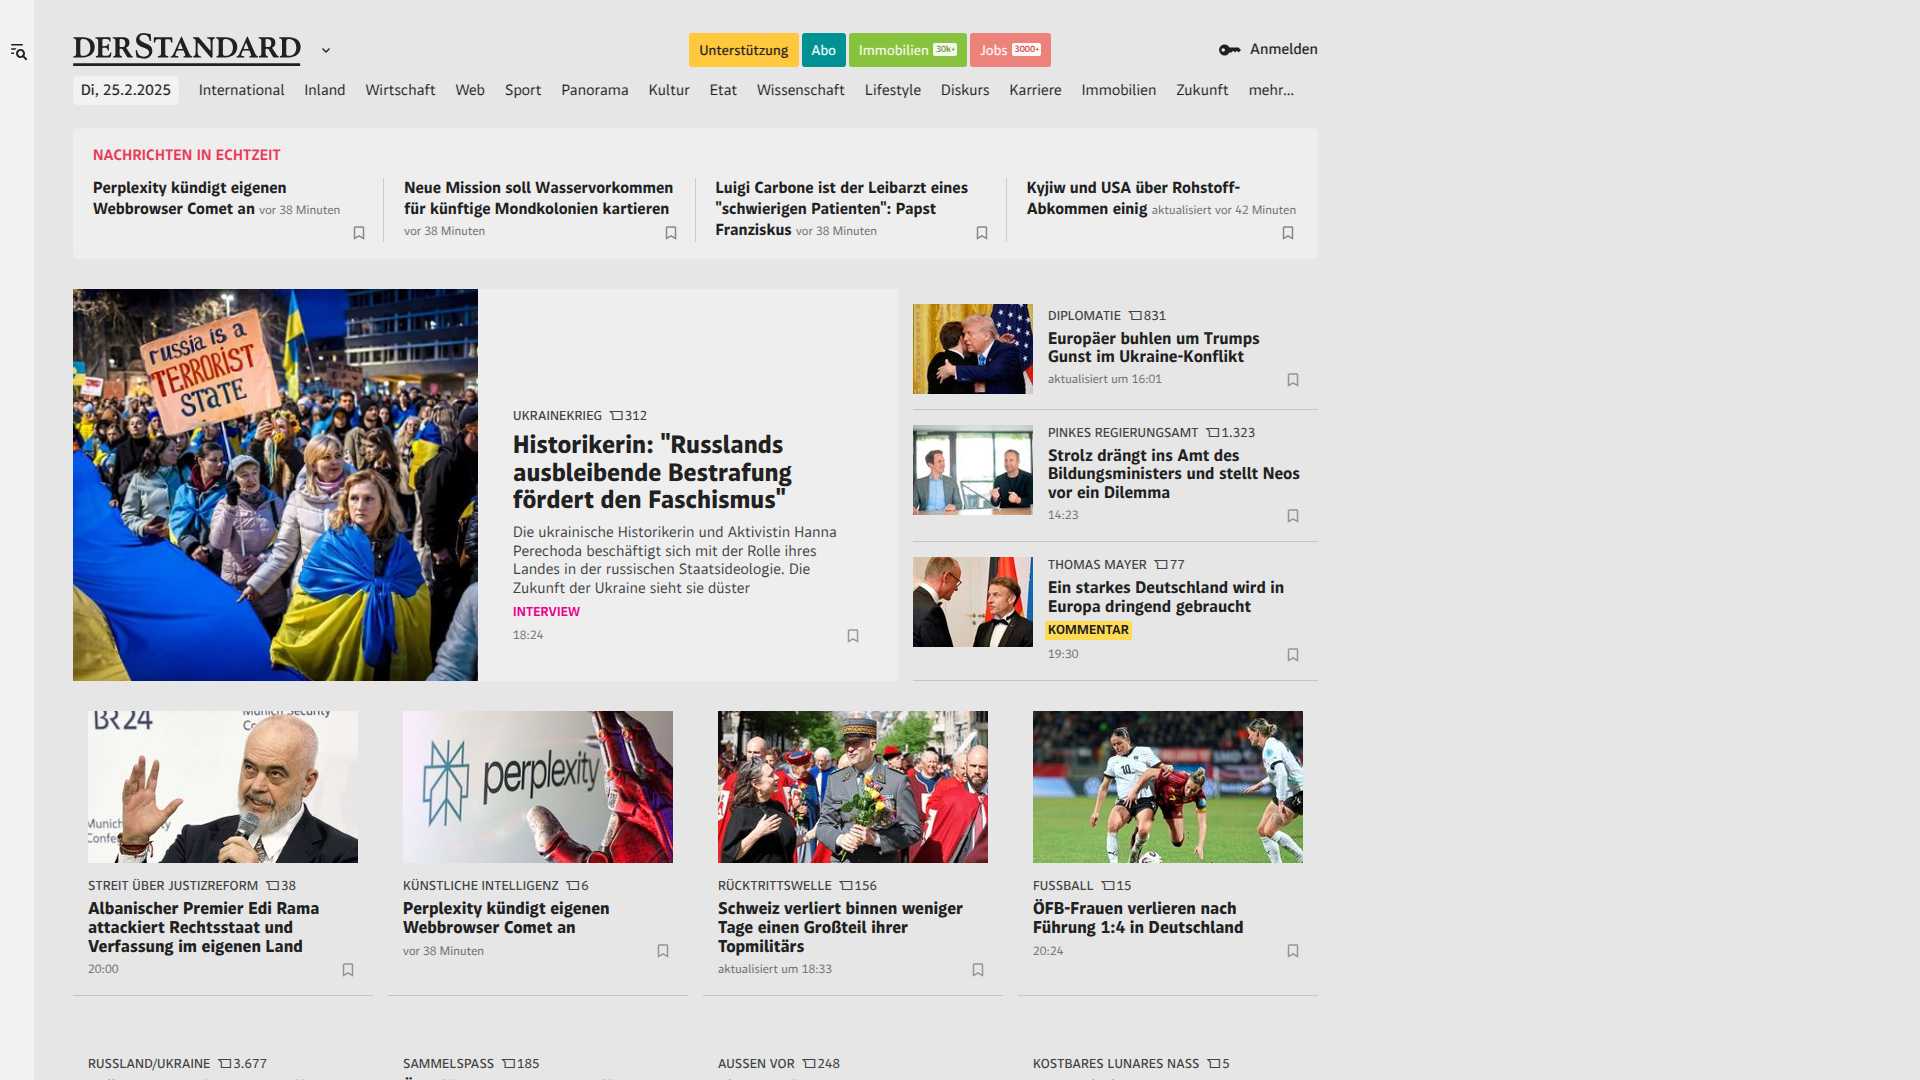 DERSTANDARD
Unterstützung Abo Immobilien 30k+ Jobs 3000+
Anmelden
Di, 25.2.2025 International Inland Wirtschaft Web Sport Panorama Kultur Etat Wissenschaft Lifestyle Diskurs Karriere Immobilien Zukunft mehr...
NACHRICHTEN IN ECHTZEIT
Perplexity kündigt eigenen
Webbrowser Comet an vor 38 Minuten
Neue Mission soll Wasservorkommen
für künftige Mondkolonien kartieren
vor 38 Minuten
Luigi Carbone ist der Leibarzt eines
"schwierigen Patienten": Papst
Franziskus vor 38 Minuten
Kyjiw und USA über Rohstoff-
Abkommen einig aktualisiert vor 42 Minuten
russia is a
TERRORIST
STATE
UKRAINEKRIEG 312
Historikerin: "Russlands
ausbleibende Bestrafung
fördert den Faschismus"
Die ukrainische Historikerin und Aktivistin Hanna
Perechoda beschäftigt sich mit der Rolle ihres
Landes in der russischen Staatsideologie. Die
Zukunft der Ukraine sieht sie düster
INTERVIEW
18:24
DIPLOMATIE 831
Europäer buhlen um Trumps
Gunst im Ukraine-Konflikt
aktualisiert um 16:01
PINKES REGIERUNGSAMT 1.323
Strolz drängt ins Amt des
Bildungsministers und stellt Neos
vor ein Dilemma
14:23
THOMAS MAYER 77
Ein starkes Deutschland wird in
Europa dringend gebraucht
KOMMENTAR
19:30
BR24
Munich Security
Co
Munich
Confe
STREIT ÜBER JUSTIZREFORM 38
Albanischer Premier Edi Rama
attackiert Rechtsstaat und
Verfassung im eigenen Land
20:00
perplexity
KÜNSTLICHE INTELLIGENZ 6
Perplexity kündigt eigenen
Webbrowser Comet an
vor 38 Minuten
RÜCKTRITTSWELLE 156
Schweiz verliert binnen weniger
Tage einen Großteil ihrer
Topmilitärs
aktualisiert um 18:33
10
FUSSBALL 15
ÖFB-Frauen verlieren nach
Führung 1:4 in Deutschland
20:24
RUSSLAND/UKRAINE 3.677
SAMMELSPASS 185
AUSSEN VOR 248
KOSTBARES LUNARES NASS 5